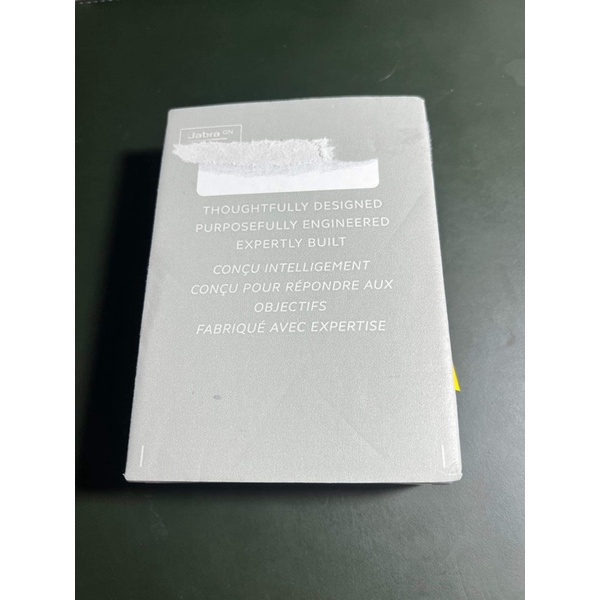 Jabra GN
THOUGHTFULLY DESIGNED
PURPOSEFULLY ENGINEERED
EXPERTLY BUILT
CONÇU INTELLIGEMENT
CONÇU POUR RÉPONDRE AUX
OBJECTIFS
FABRIQUÉ AVEC EXPERTISE